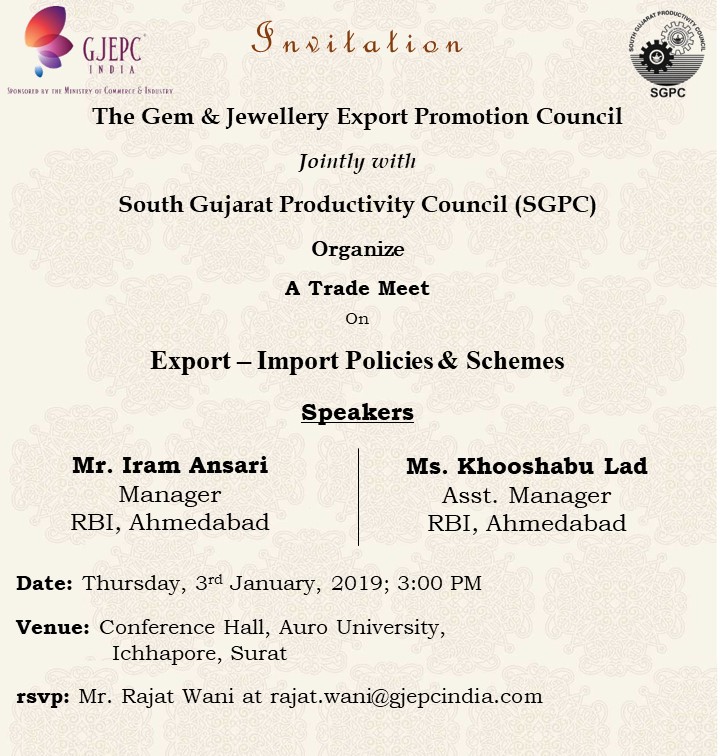 GJEPC
INDIA
SPONSORED BY THE MINISTRY OF COMMERCE & INDUSTRY
Invitation
SOUTH GUJARAT PRODUCTIVITY COUNCIL
SGPC
The Gem & Jewellery Export Promotion Council
Jointly with
South Gujarat Productivity Council (SGPC)
Organize
A Trade Meet
On
Export – Import Policies & Schemes
Speakers
Mr. Iram Ansari
Manager
RBI, Ahmedabad
Ms. Khooshabu Lad
Asst. Manager
RBI, Ahmedabad
Date: Thursday, 3rd January, 2019; 3:00 PM
Venue: Conference Hall, Auro University,
Ichhapore, Surat
rsvp: Mr. Rajat Wani at rajat.wani@gjepcindia.com